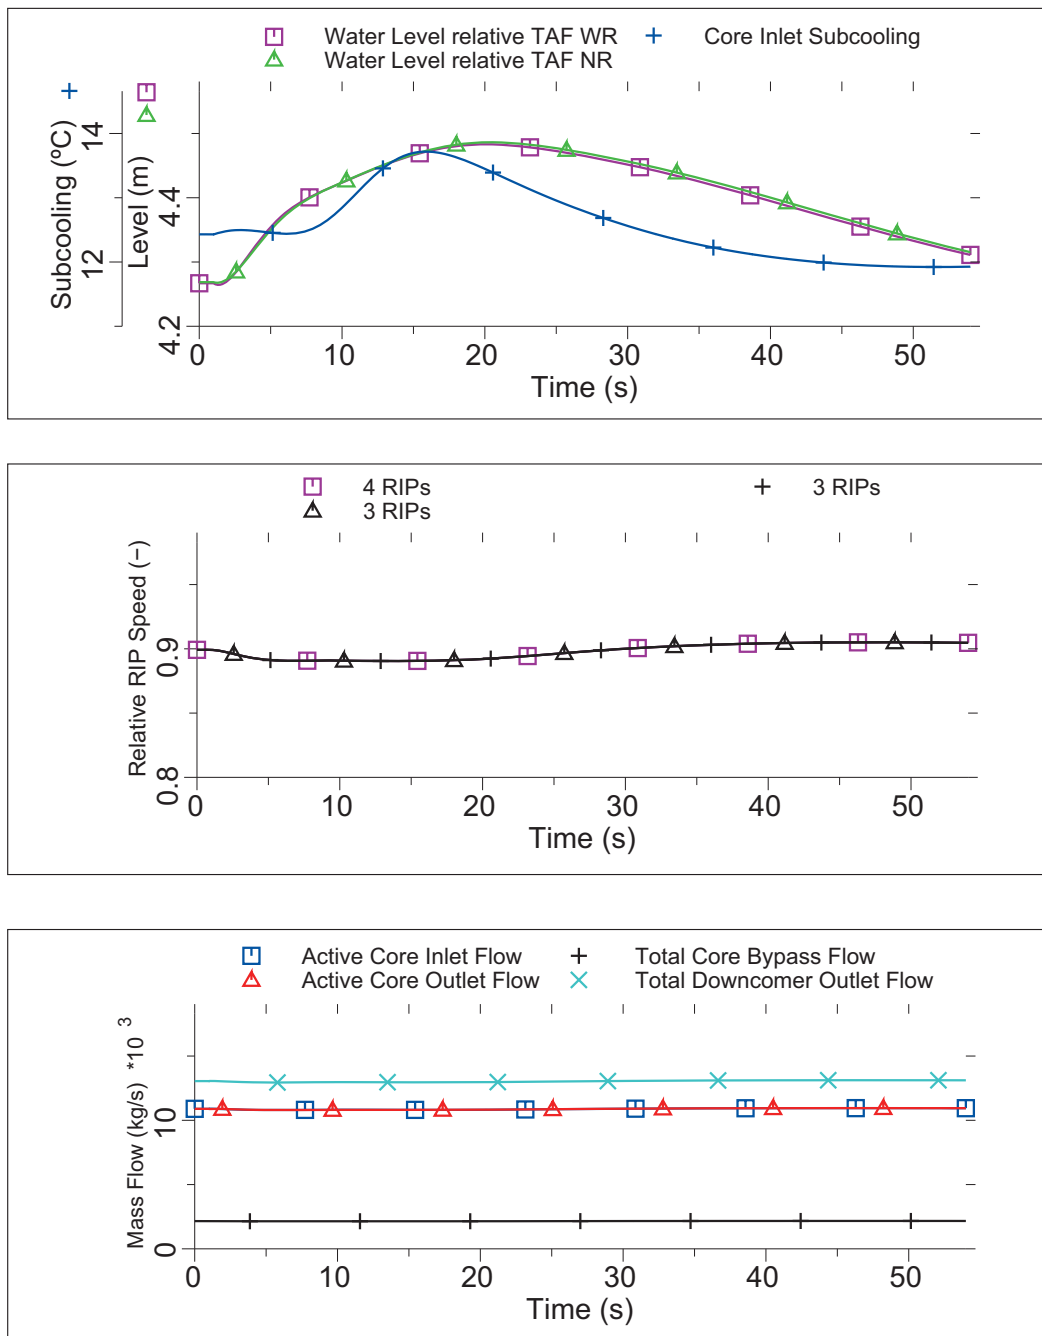 Water Level relative TAF WR
Core Inlet Subcooling
Water Level relative TAF NR
Subcooling (ºC)
12
14
Level (m)
4.2
4.4
0
10
20
30
40
50
Time (s)
4 RIPs
3 RIPs
3 RIPs
Relative RIP Speed (−)
0.8
0.9
0
10
20
30
40
50
Time (s)
Active Core Inlet Flow
Total Core Bypass Flow
Active Core Outlet Flow
Total Downcomer Outlet Flow
Mass Flow (kg/s) *10 3
0
10
0
10
20
30
40
50
Time (s)